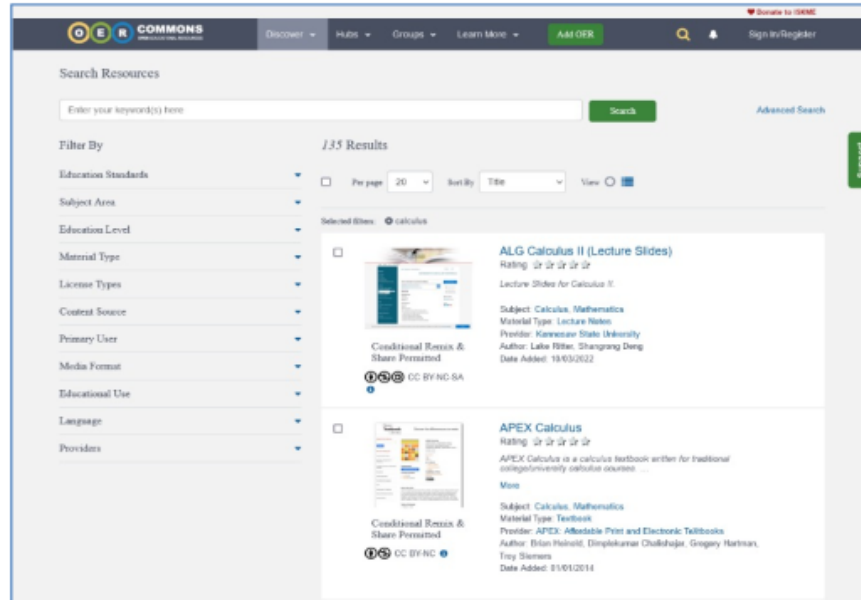 Donate to ISKME
OER COMMONS
OPEN EDUCATIONAL RESOURCES
Discover Hubs Groups Learn More Add OER Sign In/Register
Search Resources
Enter your keyword(s) here Search Advanced Search
Filter By
Education Standards
Subject Area
Education Level
Material Type
License Types
Content Source
Primary User
Media Format
Educational Use
Language
Providers
135 Results
Per page 20 Sort By Title View
Selected filters: calculus
ALG Calculus II (Lecture Slides)
Rating
Lecture Slides for Calculus II.
Subject: Calculus, Mathematics
Material Type: Lecture Notes
Provider: Kennesaw State University
Author: Lake Ritter, Shangrong Deng
Date Added: 10/03/2022
Conditional Remix &
Share Permitted
CC BY-NC-SA
APEX Calculus
Rating
APEX Calculus is a calculus textbook written for traditional
college/university calculus courses. ...
More
Subject: Calculus, Mathematics
Material Type: Textbook
Provider: APEX: Affordable Print and Electronic TeXtbooks
Author: Brian Heinold, Dimplekumar Chalishajar, Gregory Hartman,
Troy Siemers
Date Added: 01/01/2014
Conditional Remix &
Share Permitted
CC BY-NC
Support